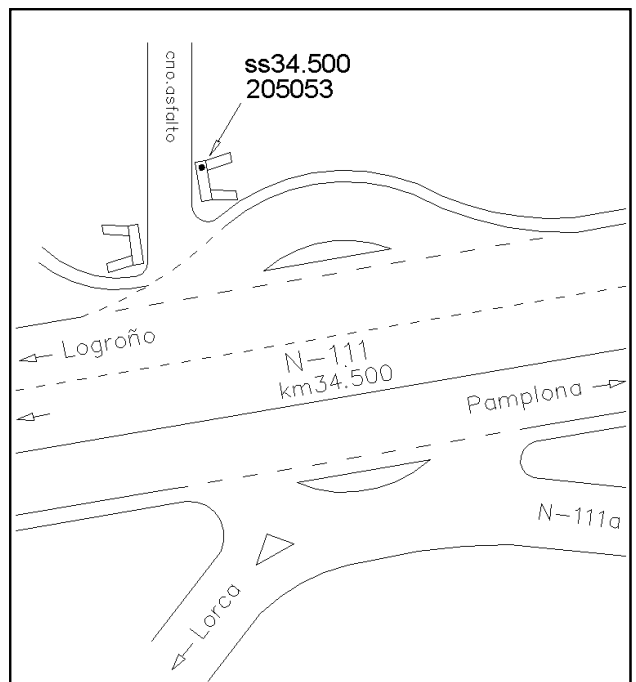 cno.asfalto
ss34.500
205053
Logroño
N-111
km34.500
Pamplona
N-111a
Lorca